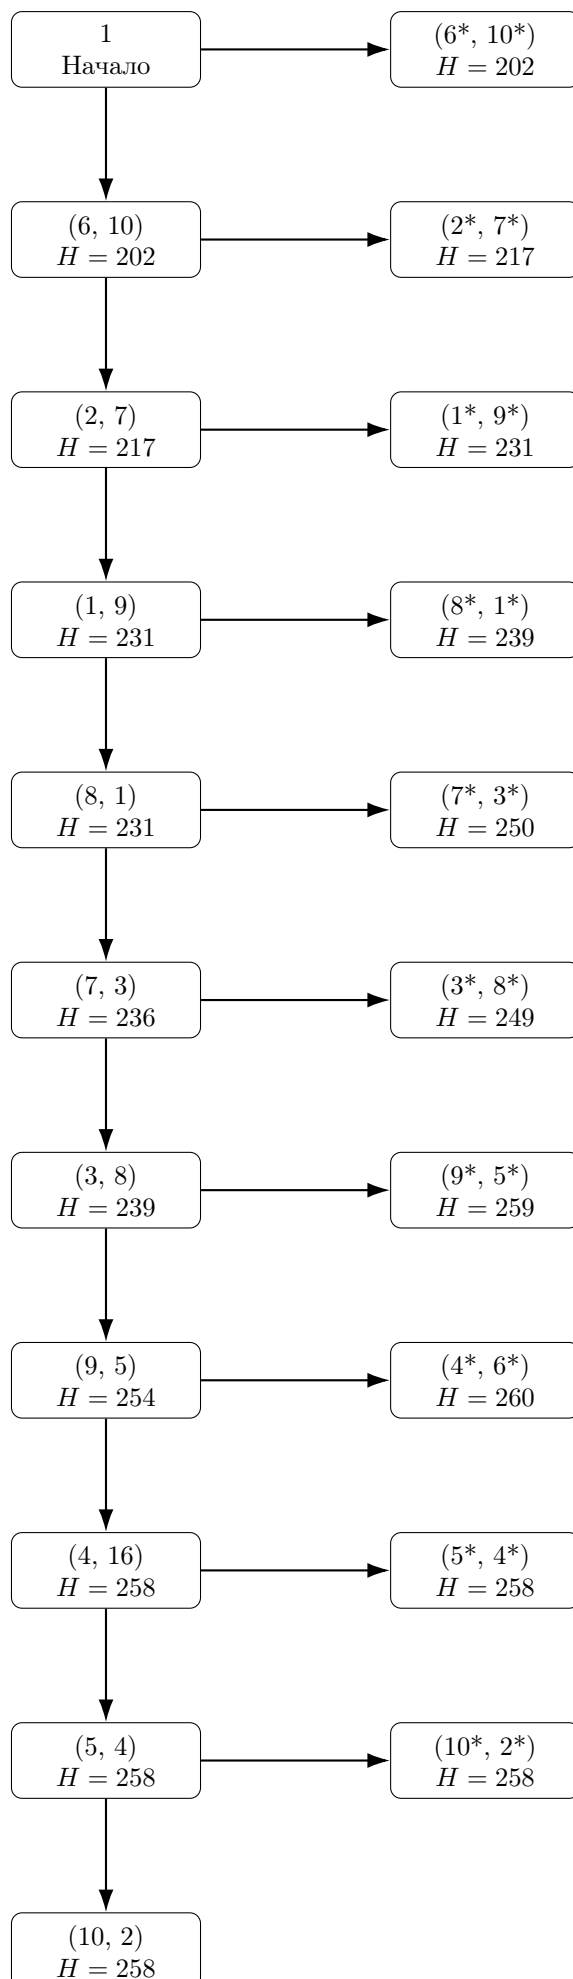 1
Начало
(6*, 10*)
H = 202
(6, 10)
H = 202
(2*, 7*)
H = 217
(2, 7)
H = 217
(1*, 9*)
H = 231
(1, 9)
H = 231
(8*, 1*)
H = 239
(8, 1)
H = 231
(7*, 3*)
H = 250
(7, 3)
H = 236
(3*, 8*)
H = 249
(3, 8)
H = 239
(9*, 5*)
H = 259
(9, 5)
H = 254
(4*, 6*)
H = 260
(4, 16)
H = 258
(5*, 4*)
H = 258
(5, 4)
H = 258
(10*, 2*)
H = 258
(10, 2)
H = 258